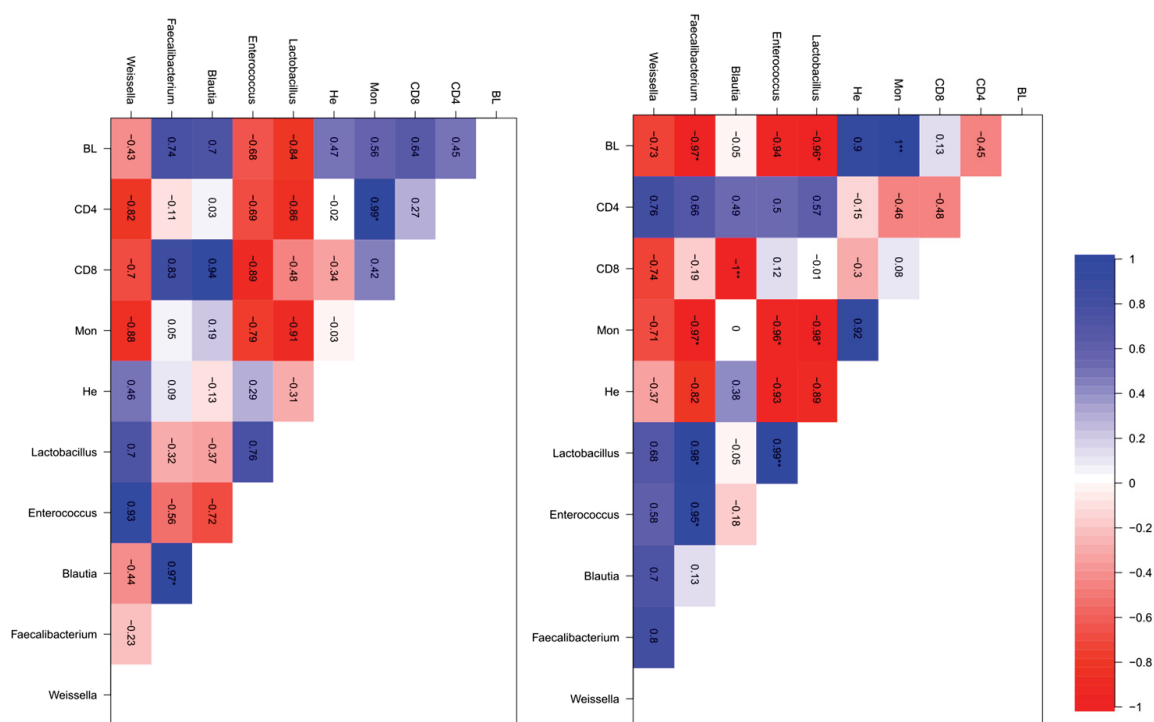 Weissella
Faecalibacterium
Blautia
Enterococcus
Lactobacillus
He
Mon
CD8
CD4
BL
BL
−0.43
0.74
0.7
−0.68
−0.84
0.47
0.56
0.64
0.45
CD4
−0.82
−0.11
0.03
−0.69
−0.86
−0.02
0.99*
0.27
CD8
−0.7
0.83
0.94
−0.89
−0.48
−0.34
0.42
Mon
−0.88
0.05
0.19
−0.79
−0.91
−0.03
He
0.46
0.09
−0.13
0.29
−0.31
Lactobacillus
0.7
−0.32
−0.37
0.76
Enterococcus
0.93
−0.56
−0.72
Blautia
−0.44
0.97*
Faecalibacterium
−0.23
Weissella
Weissella
Faecalibacterium
Blautia
Enterococcus
Lactobacillus
He
Mon
CD8
CD4
BL
BL
−0.73
−0.97*
−0.05
−0.94
−0.96*
0.9
1**
0.13
−0.45
CD4
0.76
0.66
0.49
0.5
0.57
−0.15
−0.46
−0.48
CD8
−0.74
−0.19
−1**
0.12
−0.01
−0.3
0.08
Mon
−0.71
−0.97*
0
−0.96*
−0.98*
0.92
He
−0.37
−0.82
0.38
−0.93
−0.89
Lactobacillus
0.68
0.98*
−0.05
0.99**
Enterococcus
0.58
0.95*
−0.18
Blautia
0.7
0.13
Faecalibacterium
0.8
Weissella
1
0.8
0.6
0.4
0.2
0
−0.2
−0.4
−0.6
−0.8
−1